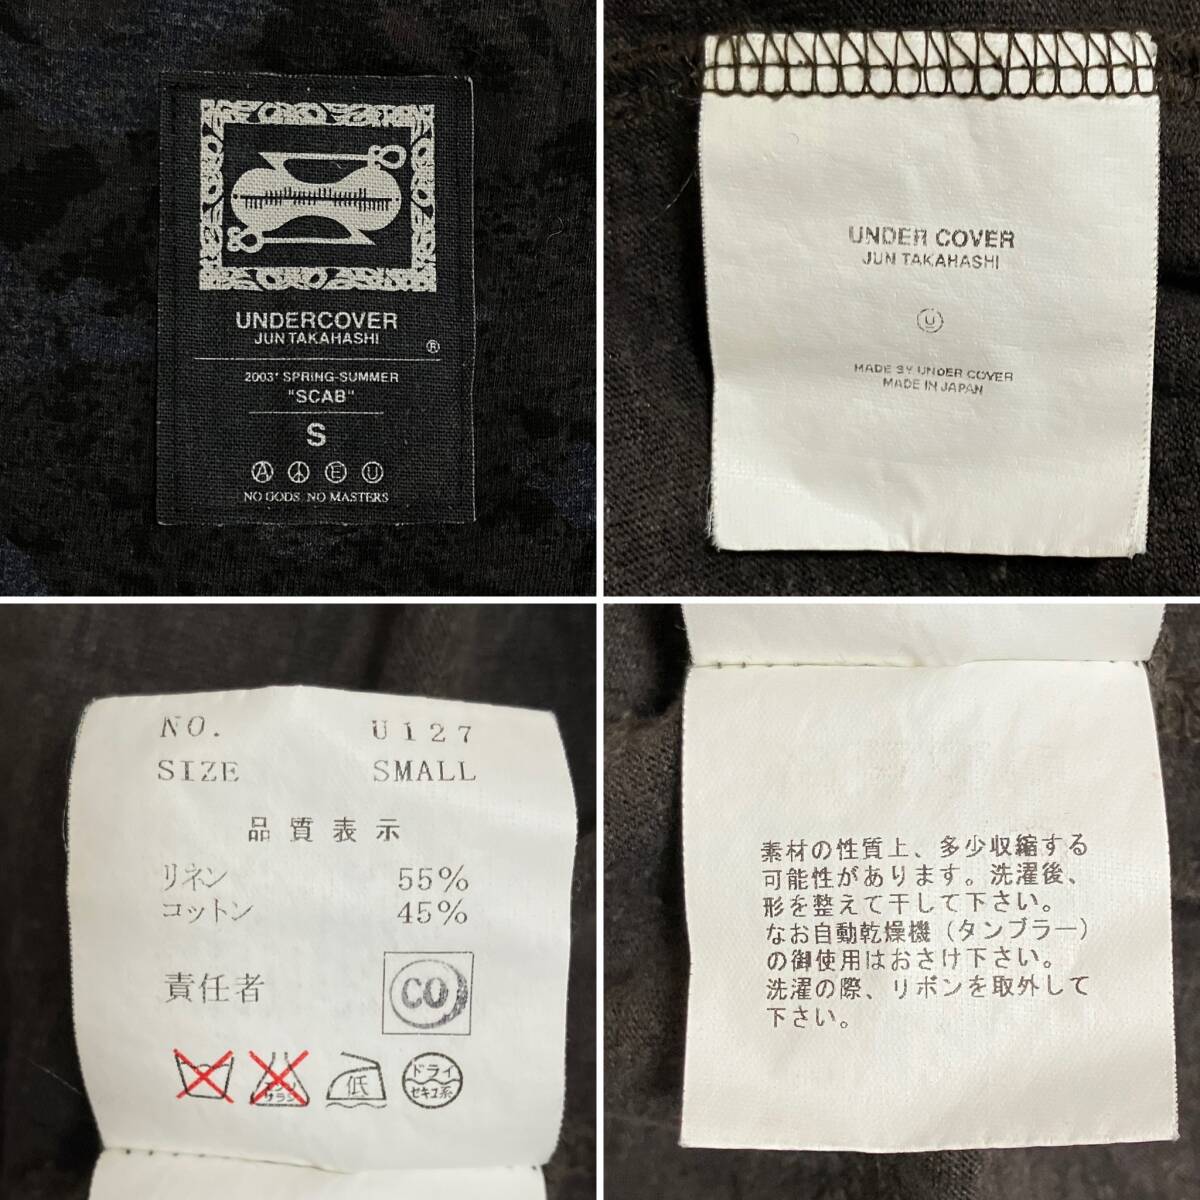 UNDERCOVER
JUN TAKAHASHI
®
2003' SPRING-SUMMER
"SCAB"
S
A E U
NO GODS NO MASTERS
UNDER COVER
JUN TAKAHASHI
U
MADE BY UNDER COVER
MADE IN JAPAN
NO. U127
SIZE SMALL
品質表示
リネン 55%
コットン 45%
責任者 CO
エンソ
サラシ
低
ドライ
セキユ系
素材の性質上、多少収縮する
可能性があります。洗濯後、
形を整えて干して下さい。
なお自動乾燥機(タンブラー)
の御使用はおさけ下さい。
洗濯の際、リボンを取外して
下さい。